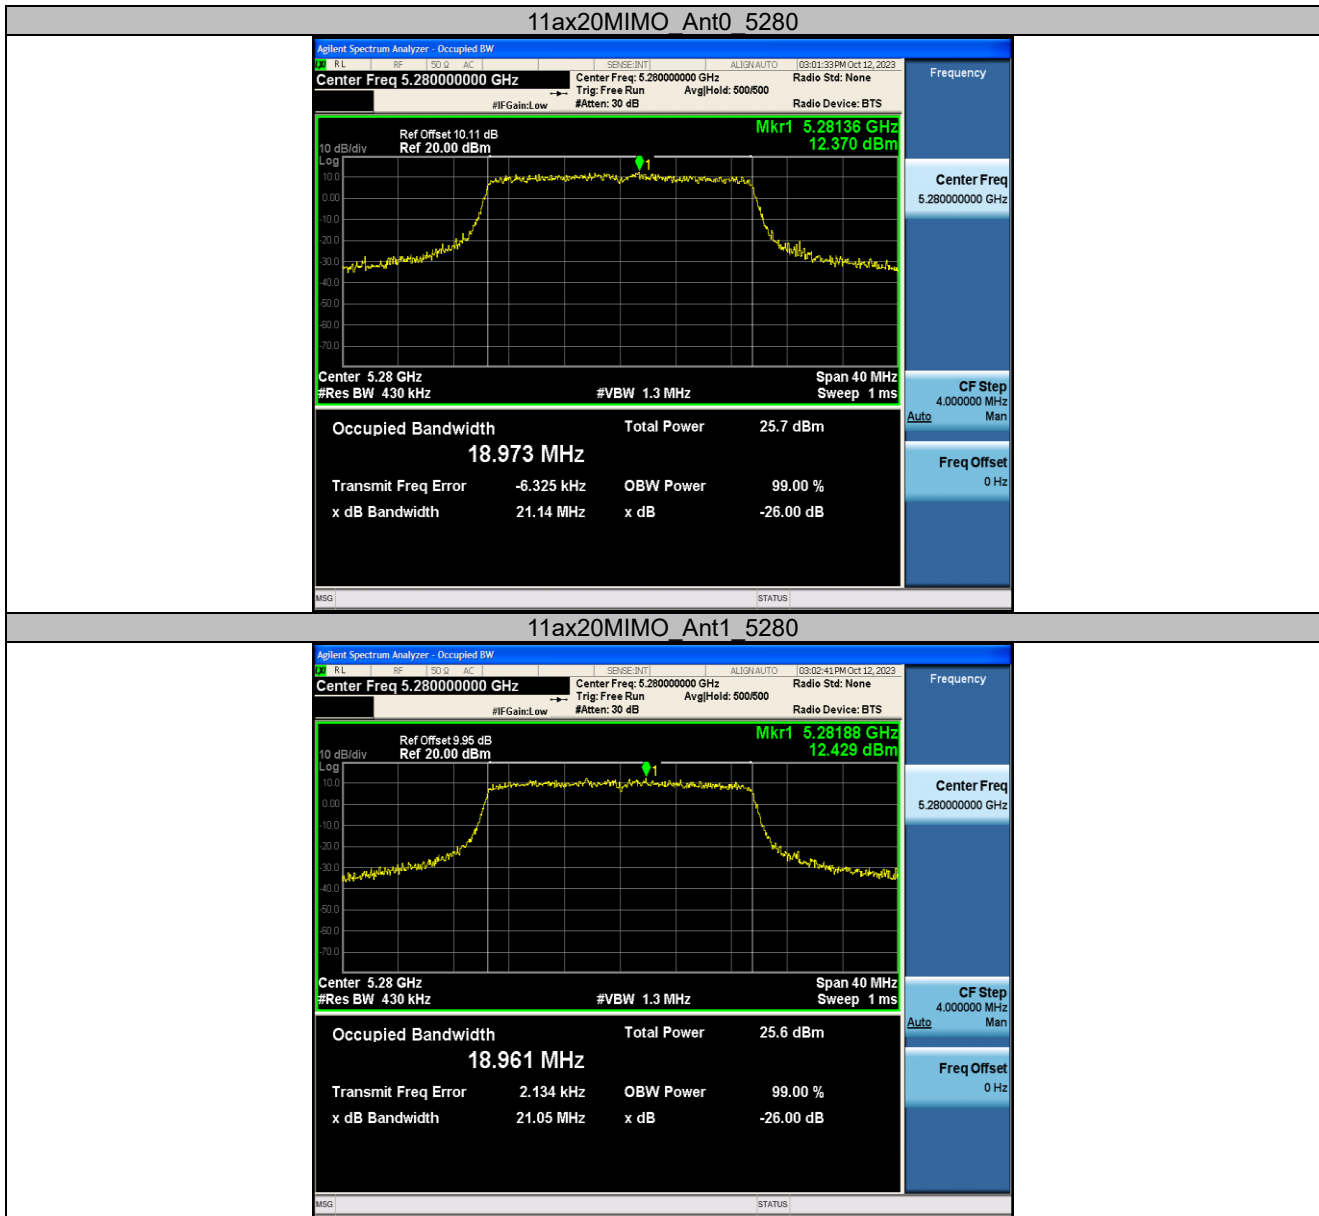 11ax20MIMO_Ant0_5280
Agilent Spectrum Analyzer - Occupied BW
RL RF 50 Ω AC SENSE:INT ALIGN AUTO 03:01:33 PM Oct 12, 2023
Center Freq 5.280000000 GHz
Center Freq: 5.280000000 GHz Radio Std: None
Trig: Free Run Avg|Hold: 500/500
#IFGain:Low #Atten: 30 dB Radio Device: BTS
Frequency
Mkr1 5.28136 GHz
12.370 dBm
Ref Offset 10.11 dB
10 dB/div Ref 20.00 dBm
Log
10.0
0.00
-10.0
-20.0
-30.0
-40.0
-50.0
-60.0
-70.0
1
Center 5.28 GHz Span 40 MHz
#Res BW 430 kHz #VBW 1.3 MHz Sweep 1 ms
Center Freq
5.280000000 GHz
CF Step
4.000000 MHz
Auto Man
Freq Offset
0 Hz
Occupied Bandwidth Total Power 25.7 dBm
18.973 MHz
Transmit Freq Error -6.325 kHz OBW Power 99.00 %
x dB Bandwidth 21.14 MHz x dB -26.00 dB
MSG STATUS
11ax20MIMO_Ant1_5280
Agilent Spectrum Analyzer - Occupied BW
RL RF 50 Ω AC SENSE:INT ALIGN AUTO 03:02:41 PM Oct 12, 2023
Center Freq 5.280000000 GHz
Center Freq: 5.280000000 GHz Radio Std: None
Trig: Free Run Avg|Hold: 500/500
#IFGain:Low #Atten: 30 dB Radio Device: BTS
Frequency
Mkr1 5.28188 GHz
12.429 dBm
Ref Offset 9.95 dB
10 dB/div Ref 20.00 dBm
Log
10.0
0.00
-10.0
-20.0
-30.0
-40.0
-50.0
-60.0
-70.0
1
Center 5.28 GHz Span 40 MHz
#Res BW 430 kHz #VBW 1.3 MHz Sweep 1 ms
Center Freq
5.280000000 GHz
CF Step
4.000000 MHz
Auto Man
Freq Offset
0 Hz
Occupied Bandwidth Total Power 25.6 dBm
18.961 MHz
Transmit Freq Error 2.134 kHz OBW Power 99.00 %
x dB Bandwidth 21.05 MHz x dB -26.00 dB
MSG STATUS